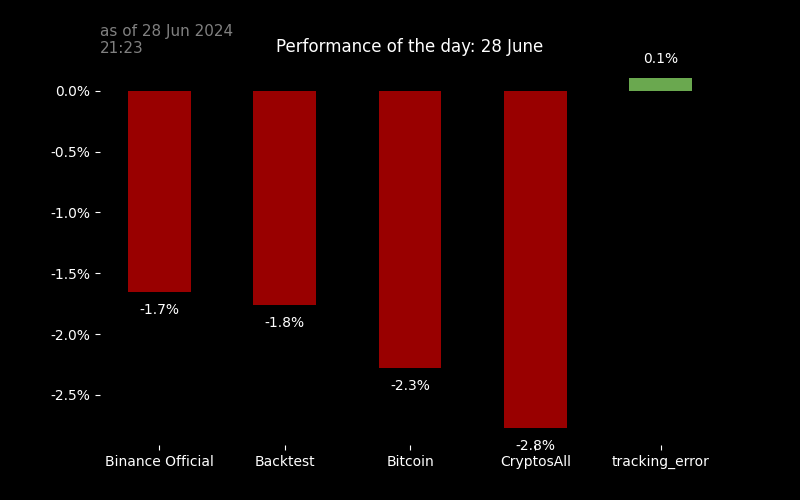 as of 28 Jun 2024
21:23
Performance of the day: 28 June
0.1%
0.0%
-0.5%
-1.0%
-1.5%
-1.7%
-1.8%
-2.0%
-2.3%
-2.5%
-2.8%
Binance Official
Backtest
Bitcoin
CryptosAll
tracking_error